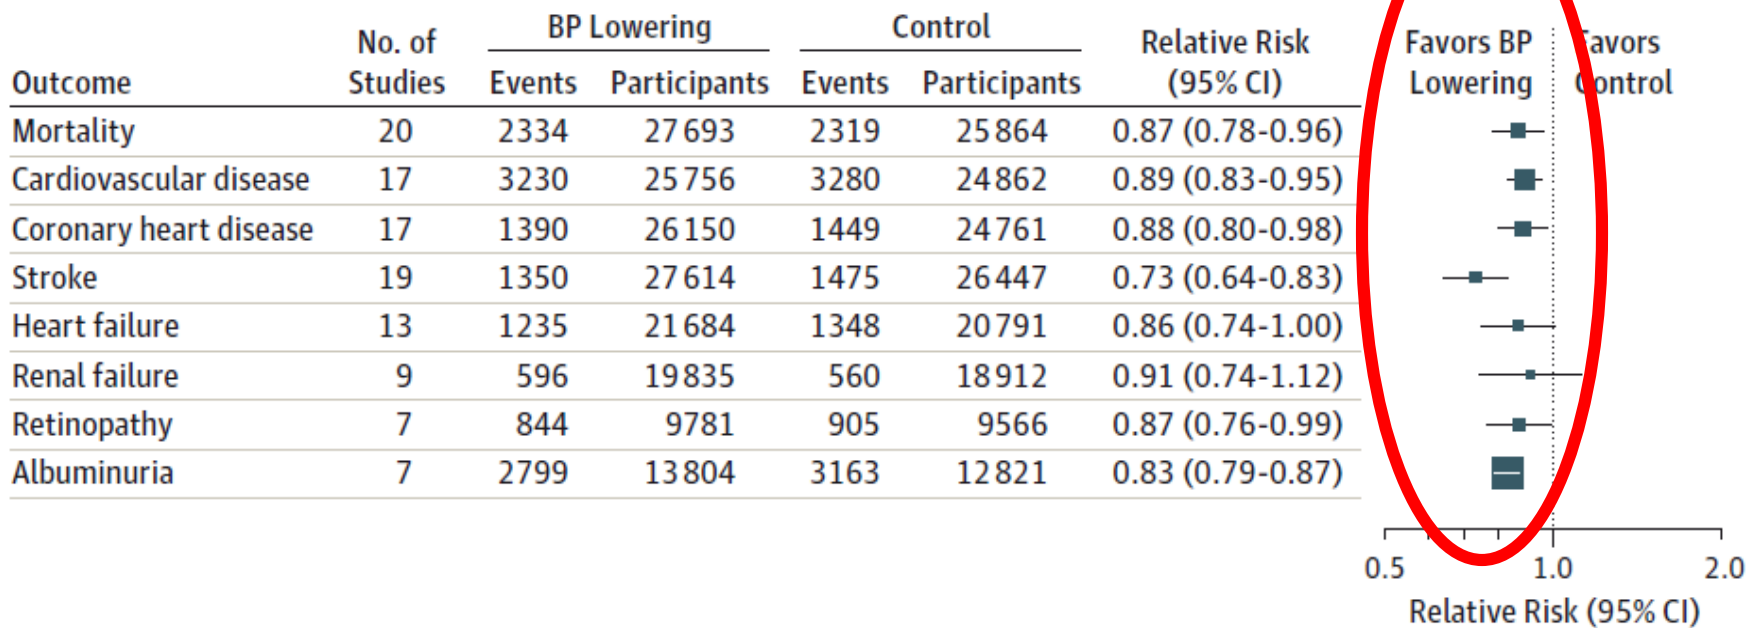 BP Lowering Control
No. of Relative Risk Favors BP Favors
Outcome Studies Events Participants Events Participants (95% CI) Lowering Control
Mortality 20 2334 27693 2319 25864 0.87 (0.78-0.96)
Cardiovascular disease 17 3230 25756 3280 24862 0.89 (0.83-0.95)
Coronary heart disease 17 1390 26150 1449 24761 0.88 (0.80-0.98)
Stroke 19 1350 27614 1475 26447 0.73 (0.64-0.83)
Heart failure 13 1235 21684 1348 20791 0.86 (0.74-1.00)
Renal failure 9 596 19835 560 18912 0.91 (0.74-1.12)
Retinopathy 7 844 9781 905 9566 0.87 (0.76-0.99)
Albuminuria 7 2799 13804 3163 12821 0.83 (0.79-0.87)
0.5 1.0 2.0
Relative Risk (95% CI)